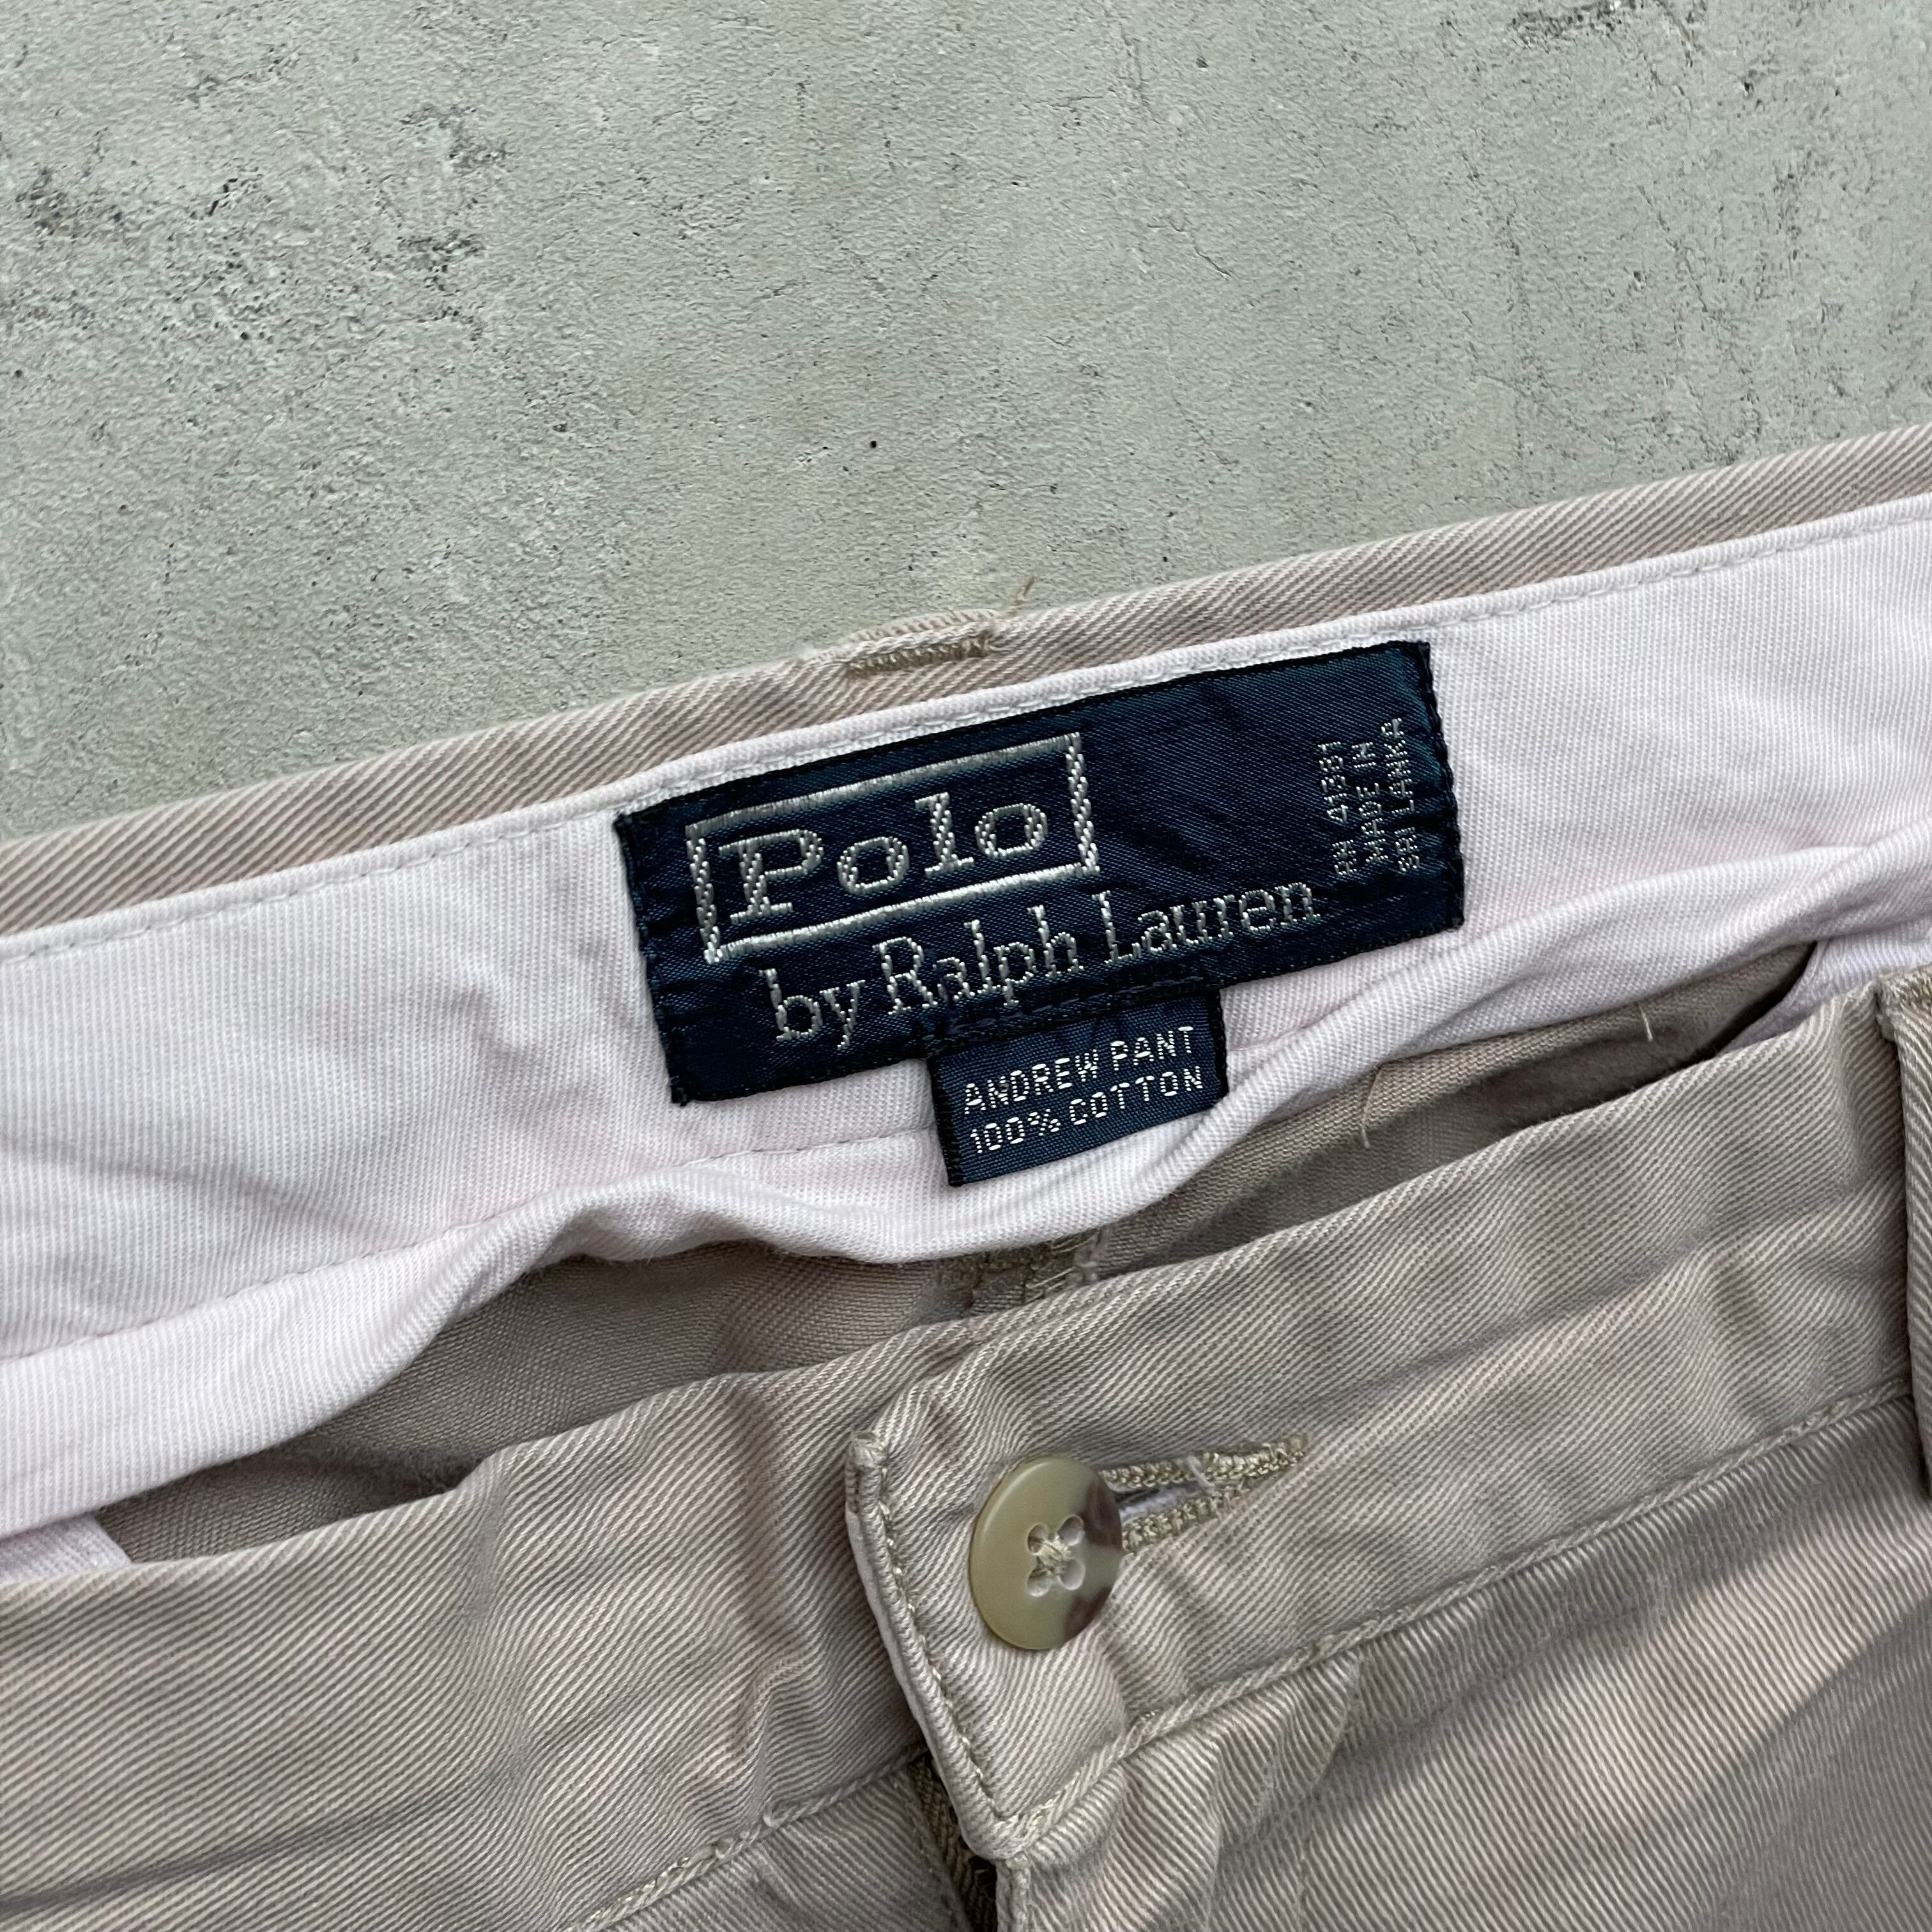 Polo
by Ralph Lauren
RN 41381
MADE IN
SRI LANKA
ANDREW PANT
100% COTTON